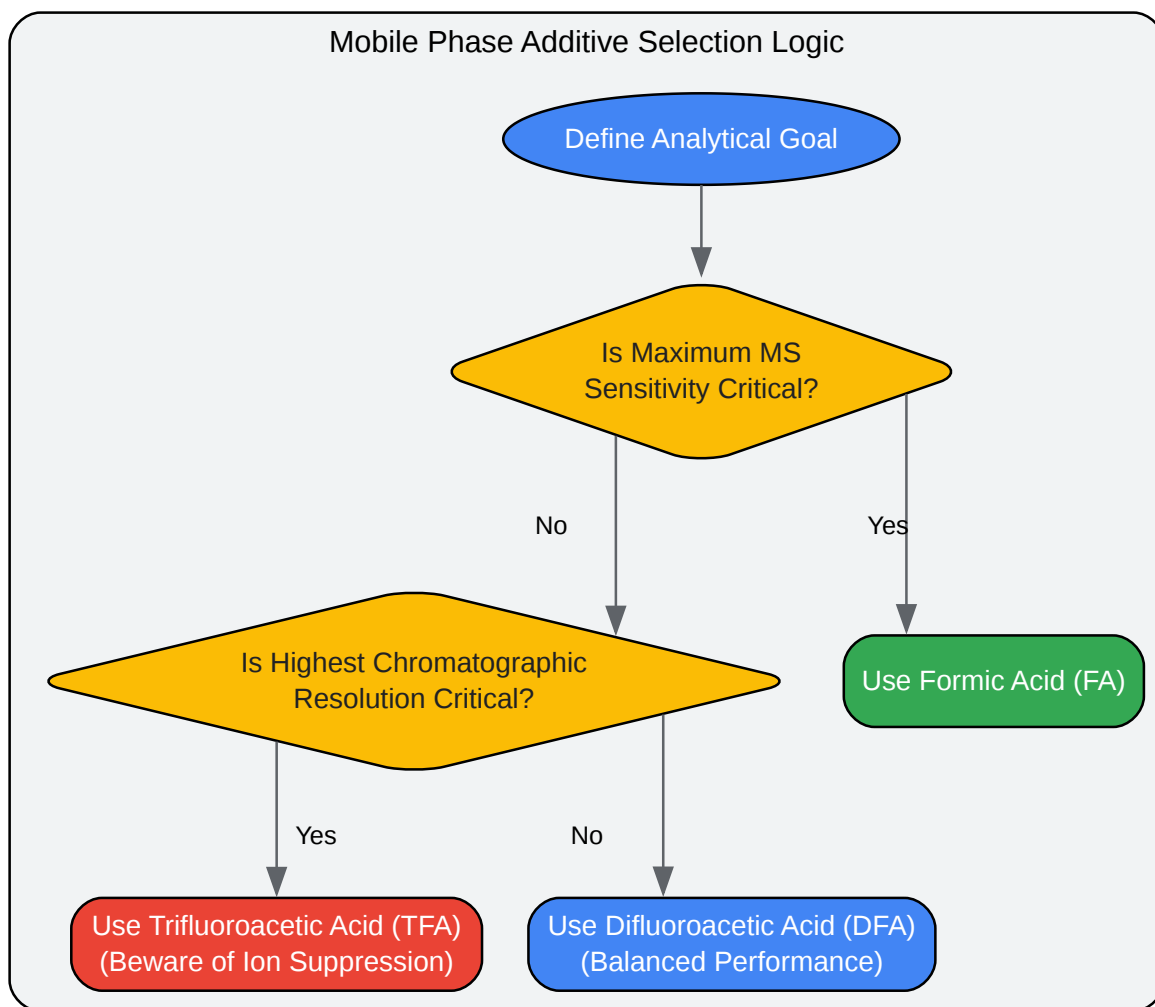 Mobile Phase Additive Selection Logic
Define Analytical Goal
Is Maximum MS
Sensitivity Critical?
No
Yes
Is Highest Chromatographic
Resolution Critical?
Use Formic Acid (FA)
Yes
No
Use Trifluoroacetic Acid (TFA)
(Beware of Ion Suppression)
Use Difluoroacetic Acid (DFA)
(Balanced Performance)